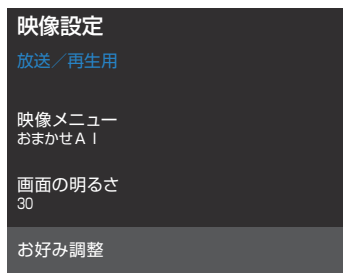 映像設定
放送／再生用
映像メニュー
おまかせＡＩ
画面の明るさ
30
お好み調整